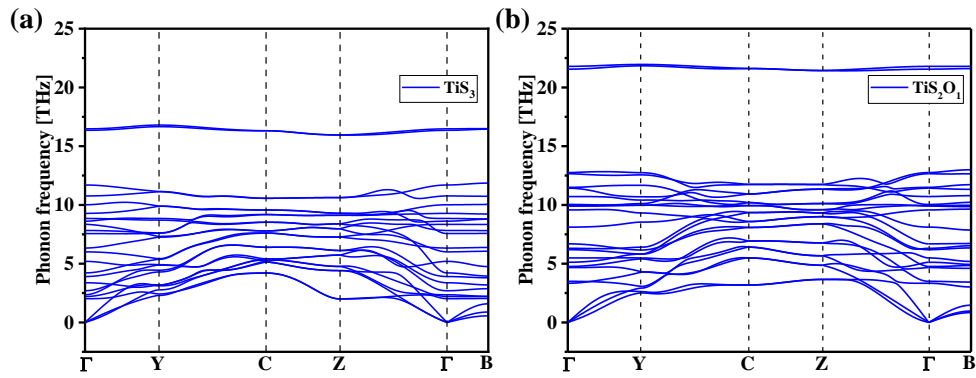 (a)
25
20
15
10
5
0
Phonon frequency [THz]
TiS3
Γ Y C Z Γ B
(b)
25
20
15
10
5
0
Phonon frequency [THz]
TiS2O1
Γ Y C Z Γ B